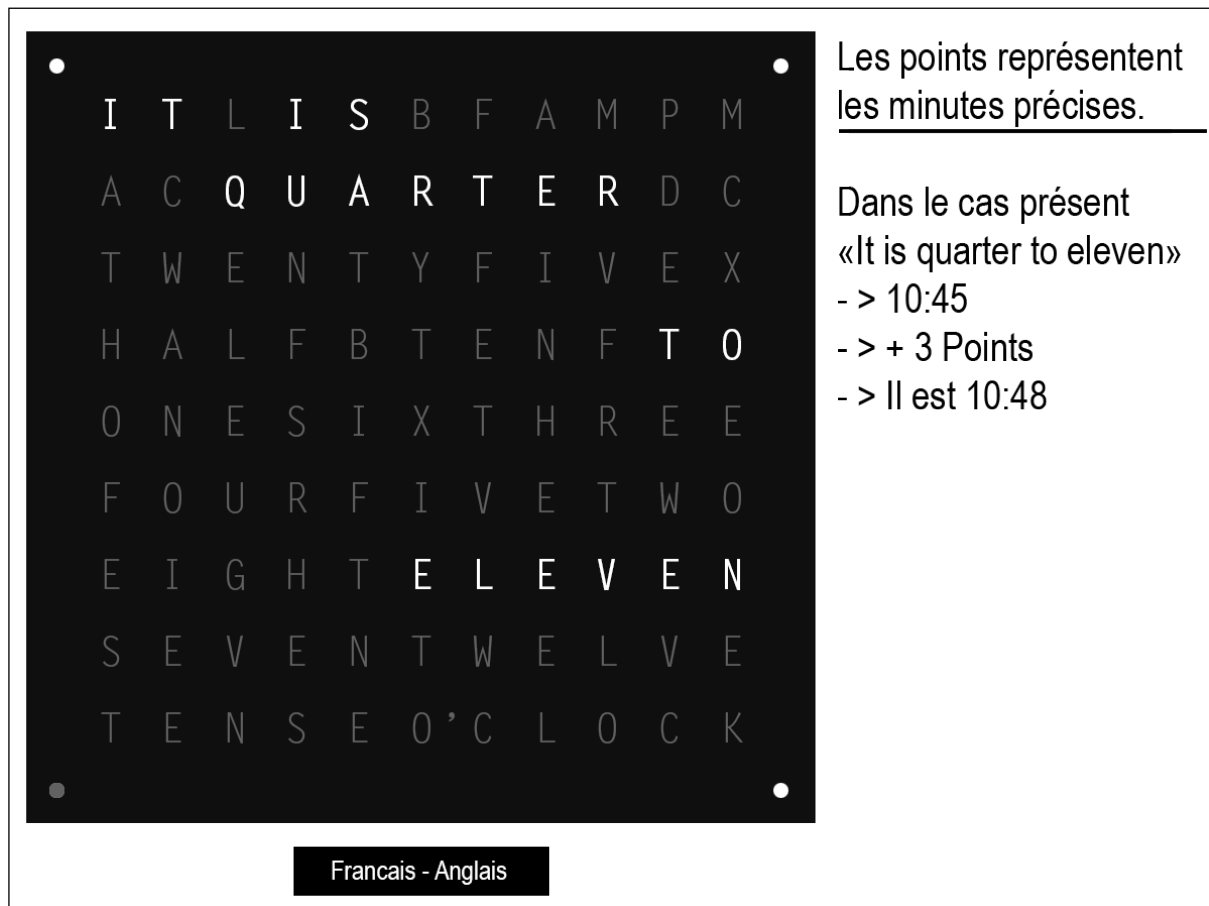 I T L I S B F A M P M
A C Q U A R T E R D C
T W E N T Y F I V E X
H A L F B T E N F T O
O N E S I X T H R E E
F O U R F I V E T W O
E I G H T E L E V E N
S E V E N T W E L V E
T E N S E O ’ C L O C K
Francais - Anglais
Les points représentent
les minutes précises.
Dans le cas présent
«It is quarter to eleven»
- > 10:45
- > + 3 Points
- > Il est 10:48